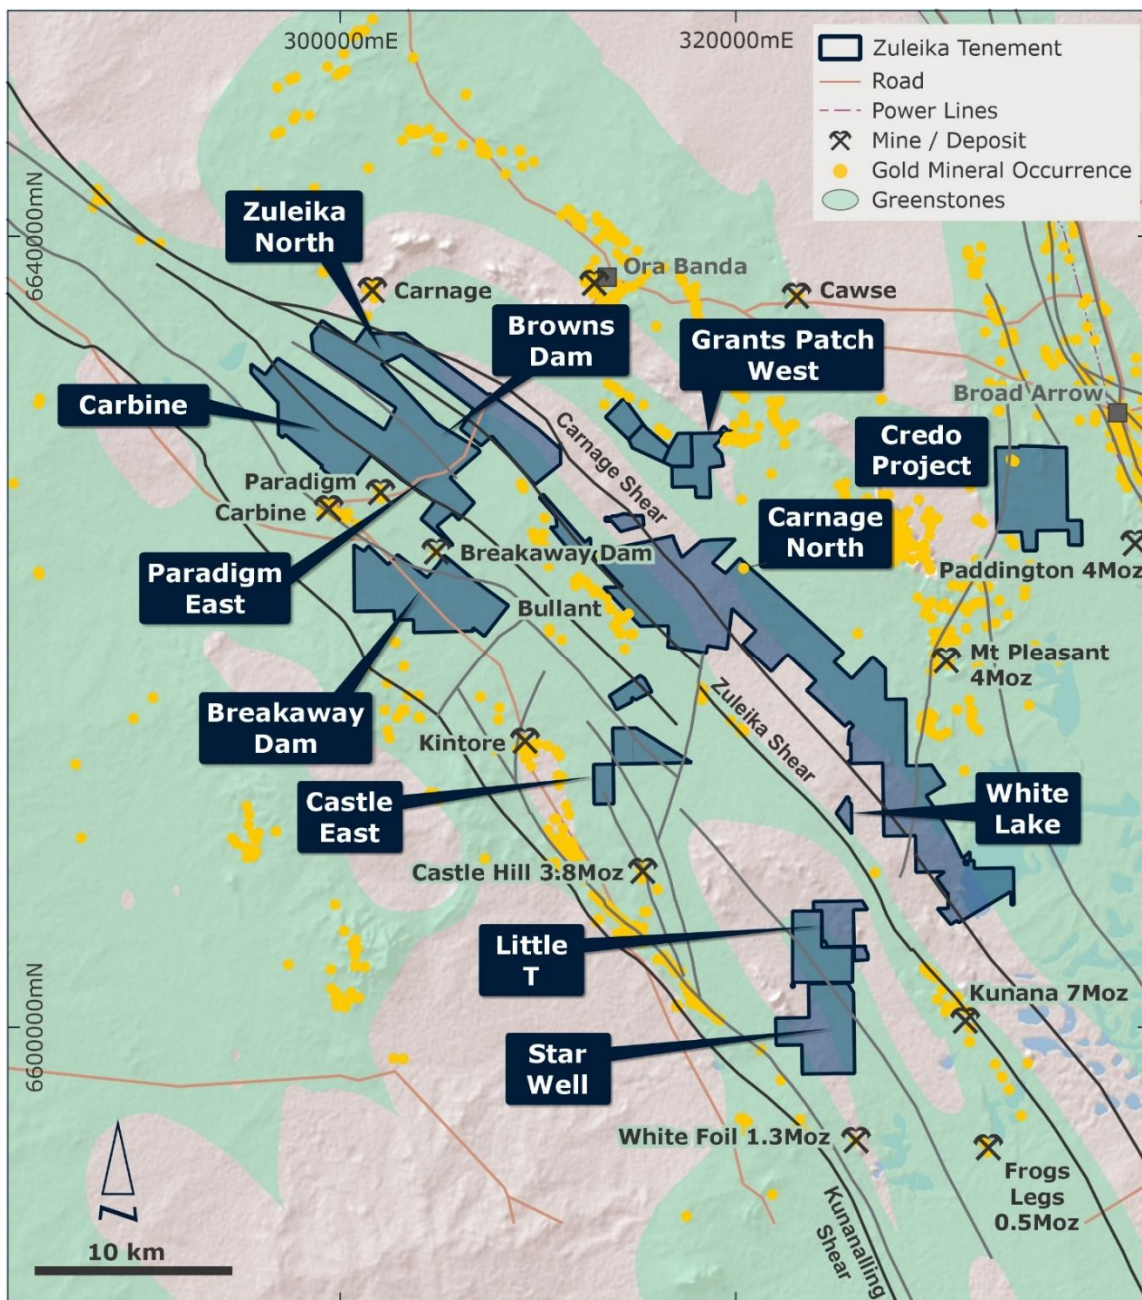 300000mE
320000mE
Zuleika Tenement
Road
Power Lines
Mine / Deposit
Gold Mineral Occurrence
Greenstones
6640000mN
Zuleika
North
Carnage
Ora Banda
Cawse
Browns
Dam
Grants Patch
West
Carbine
Broad Arrow
Credo
Project
Carnage Shear
Paradigm
Carbine
Carnage
North
Breakaway Dam
Paddington 4Moz
Paradigm
East
Bullant
Mt Pleasant
4Moz
Breakaway
Dam
Zuleika Shear
Kintore
Castle
East
White
Lake
Castle Hill 3.8Moz
Little
T
Kunana 7Moz
6600000mN
Star
Well
White Foil 1.3Moz
Frogs
Legs
0.5Moz
Kunanalling
Shear
N
10 km